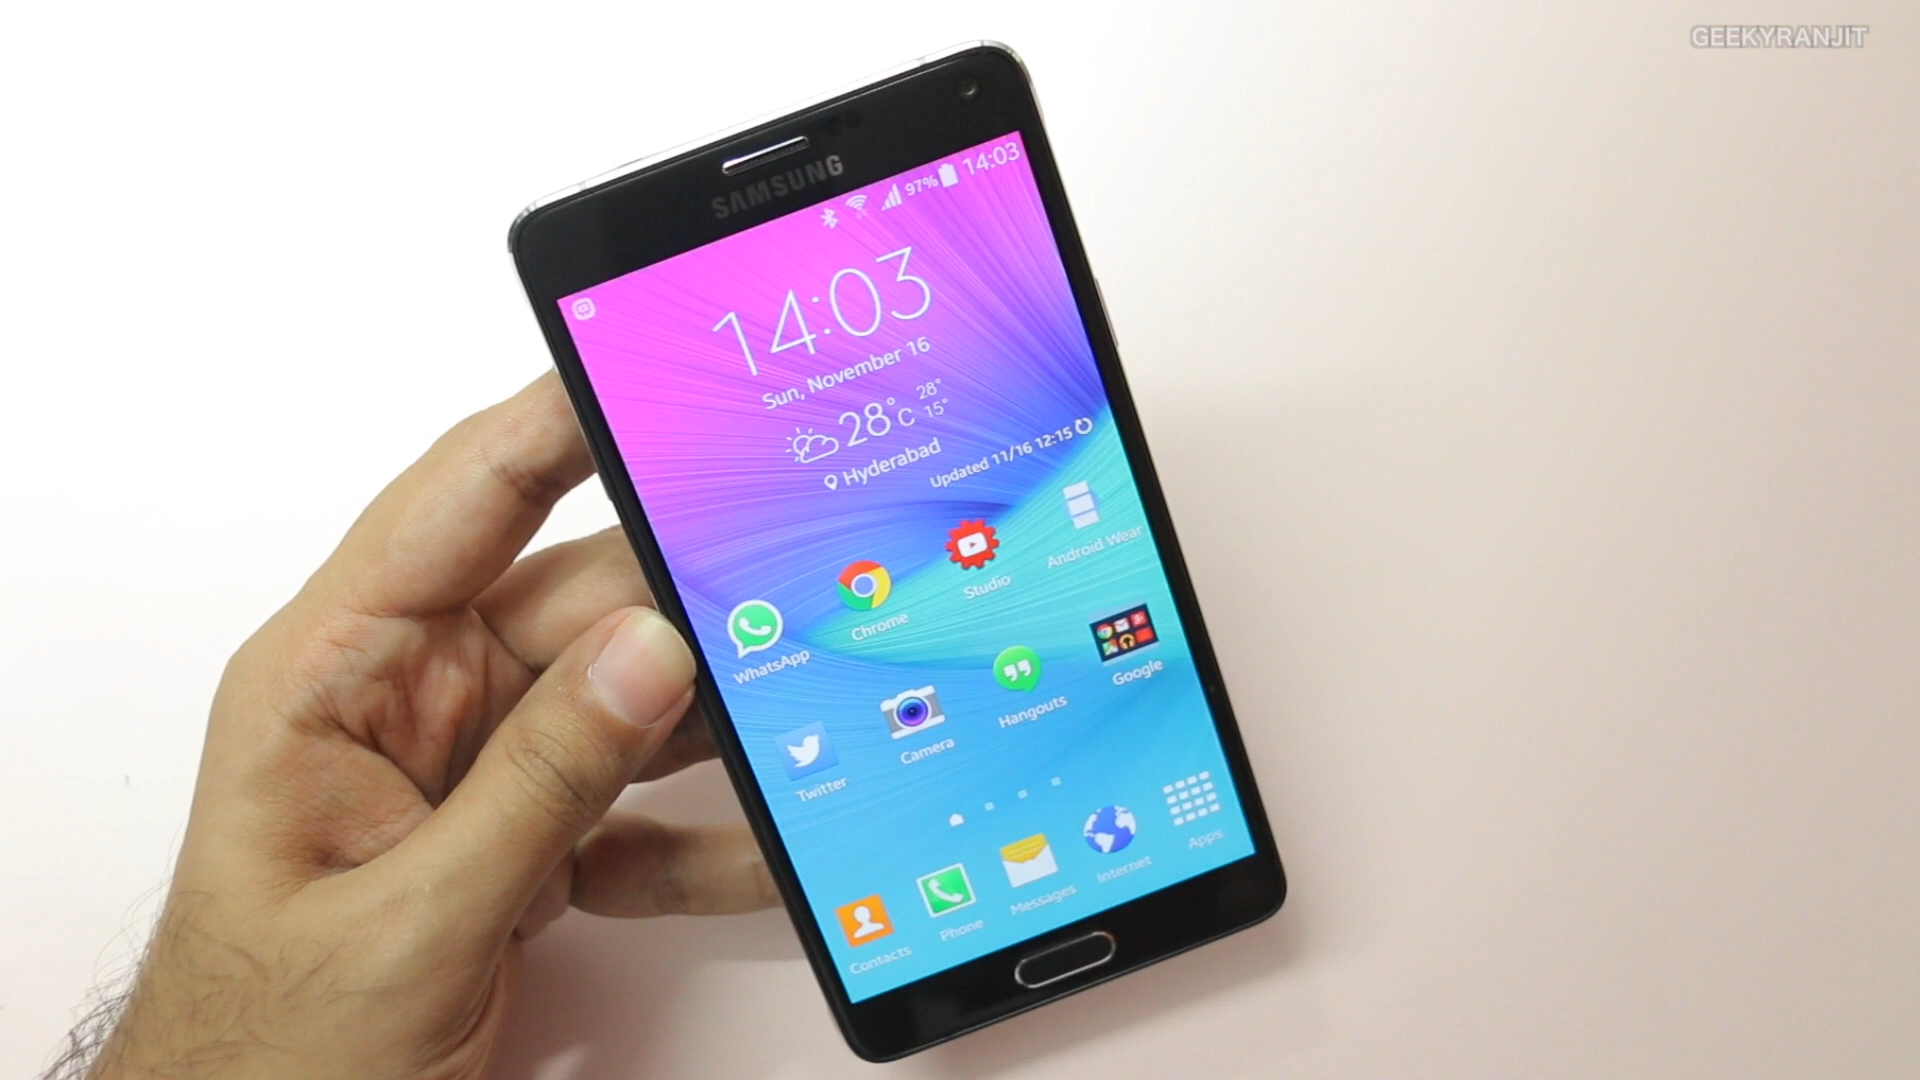 GEEKYRANJIT
SAMSUNG
97% 14:03
14:03
Sun, November 16
28°C 28° 15°
Hyderabad
Updated 11/16 12:15
WhatsApp Chrome Studio Android Wear
Twitter Camera Hangouts Google
Contacts Phone Messages Internet Apps